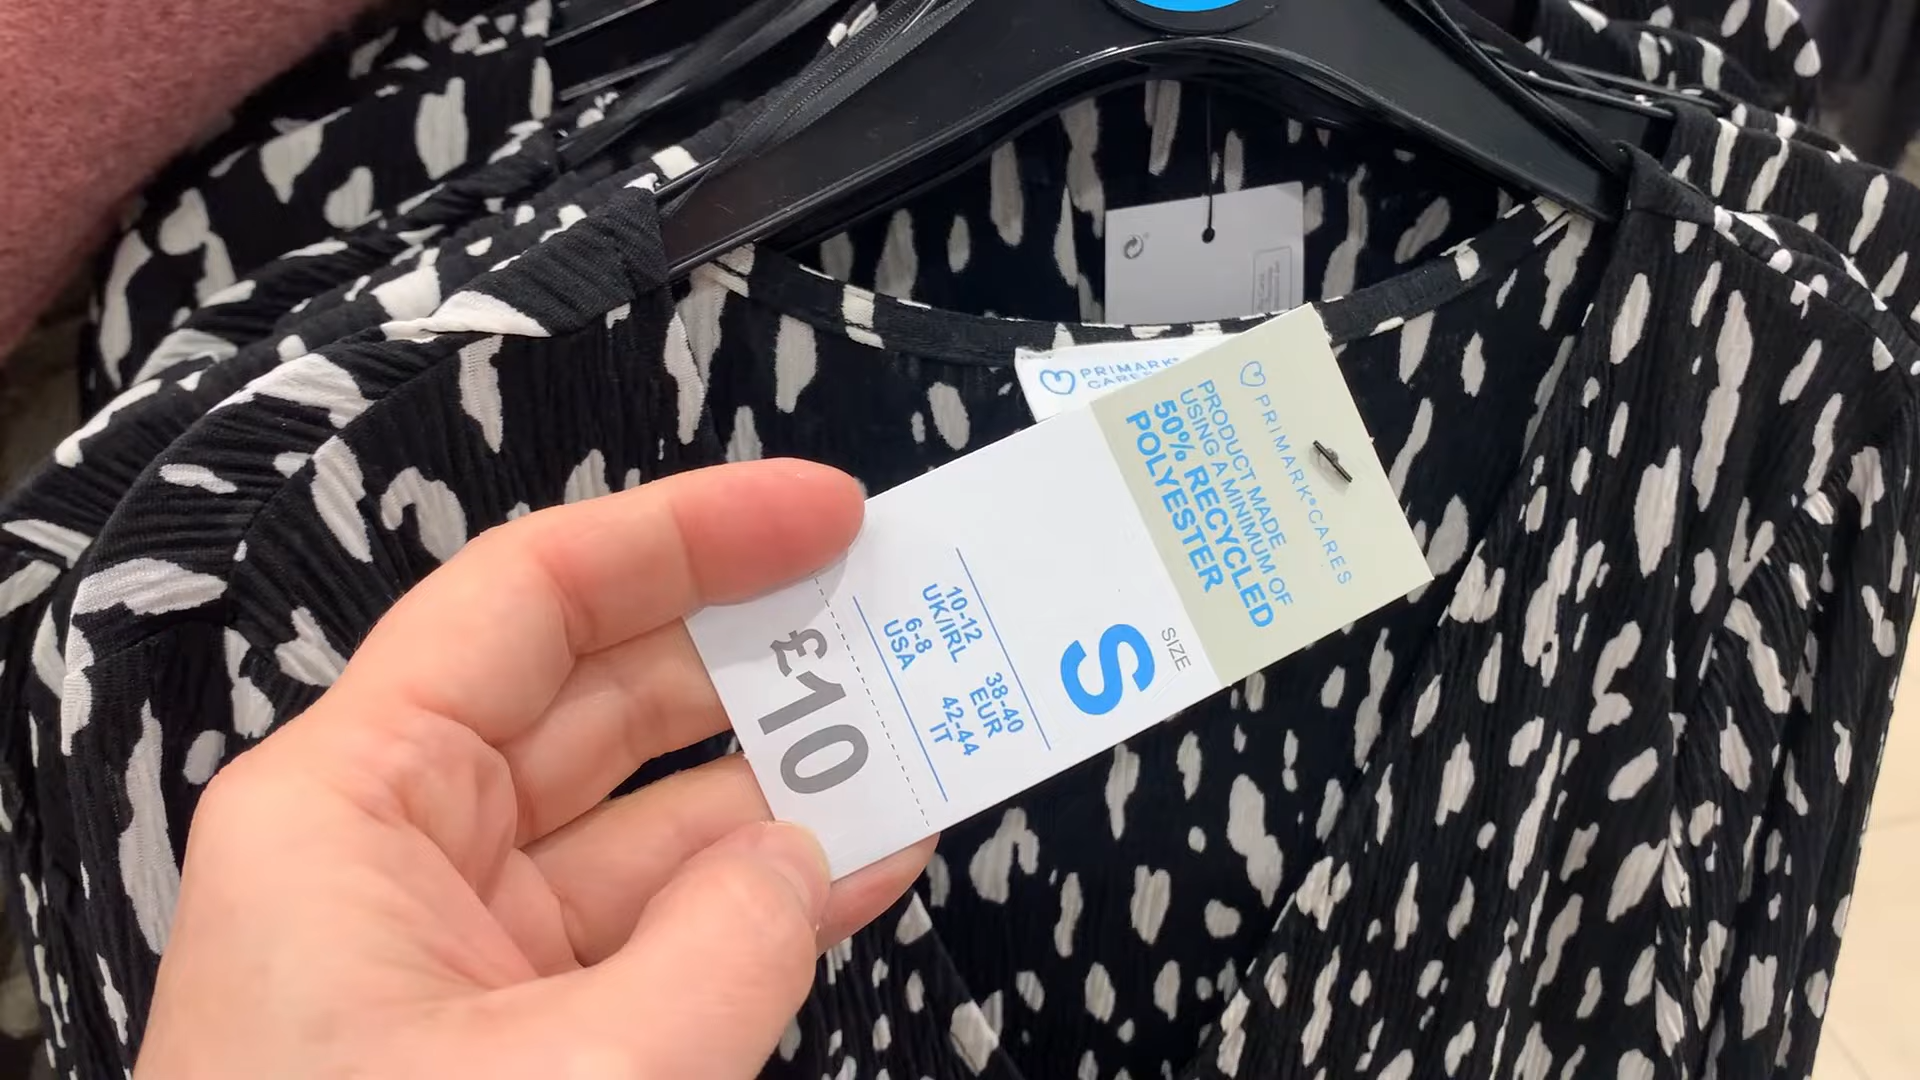 PRIMARK®
CARES
PRIMARK®CARES
PRODUCT MADE
USING A MINIMUM OF
50% RECYCLED
POLYESTER
SIZE
S
10-12
UK/IRL
38-40
EUR
6-8
USA
42-44
IT
£10